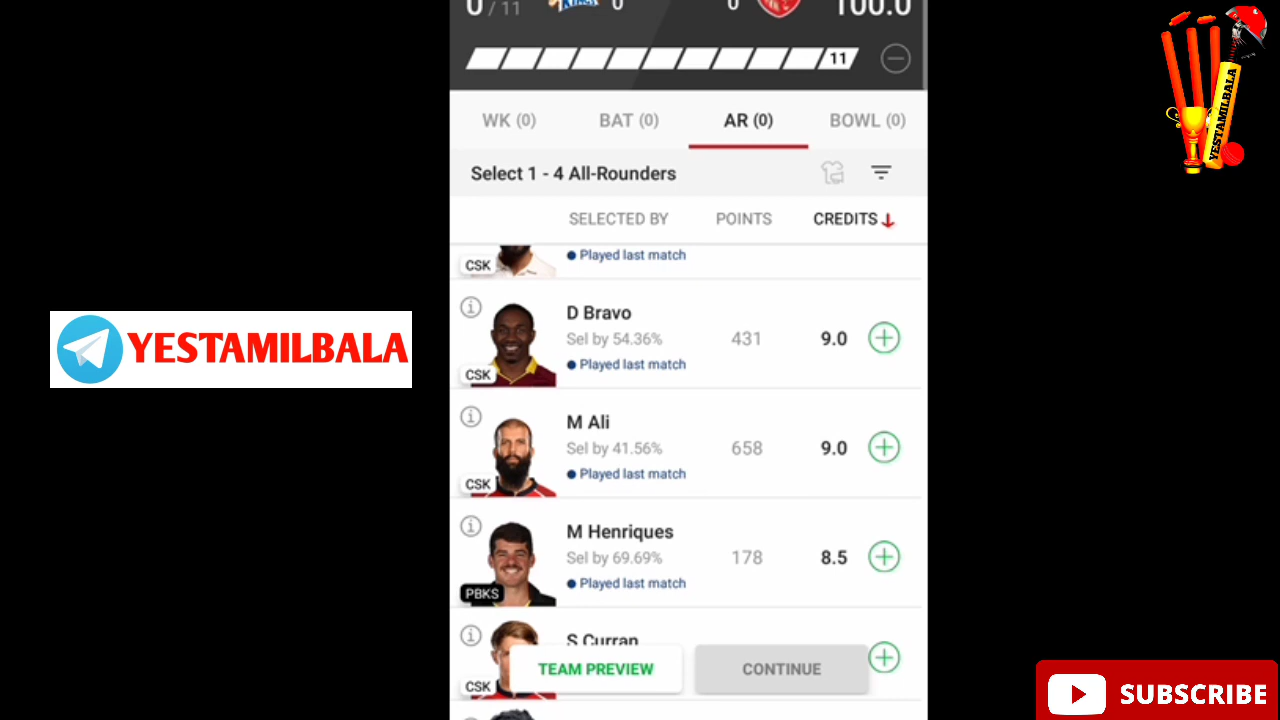 0 / 11
KINGS
0
0
100.0
11
WK (0)
BAT (0)
AR (0)
BOWL (0)
Select 1 - 4 All-Rounders
SELECTED BY
POINTS
CREDITS
CSK
Played last match
D Bravo
Sel by 54.36%
431
9.0
Played last match
CSK
M Ali
Sel by 41.56%
658
9.0
Played last match
CSK
M Henriques
Sel by 69.69%
178
8.5
Played last match
PBKS
S Curran
CSK
TEAM PREVIEW
CONTINUE
YESTAMILBALA
YESTAMILBALA
SUBSCRIBE